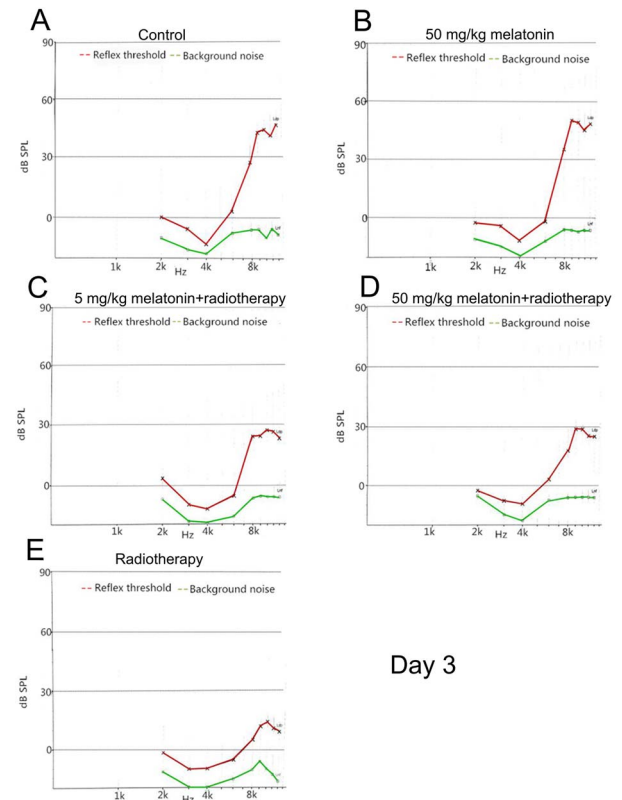 A
Control
90
60
30
0
dB SPL
Reflex threshold
Background noise
1k
2k
Hz
4k
8k
B
50 mg/kg melatonin
90
60
30
0
dB SPL
Reflex threshold
Background noise
1k
2k
Hz
4k
8k
C
5 mg/kg melatonin+radiotherapy
90
60
30
0
dB SPL
Reflex threshold
Background noise
1k
2k
Hz
4k
8k
D
50 mg/kg melatonin+radiotherapy
90
60
30
0
dB SPL
Reflex threshold
Background noise
1k
2k
Hz
4k
8k
E
Radiotherapy
90
60
30
0
dB SPL
Reflex threshold
Background noise
1k
2k
Hz
4k
8k
Day 3